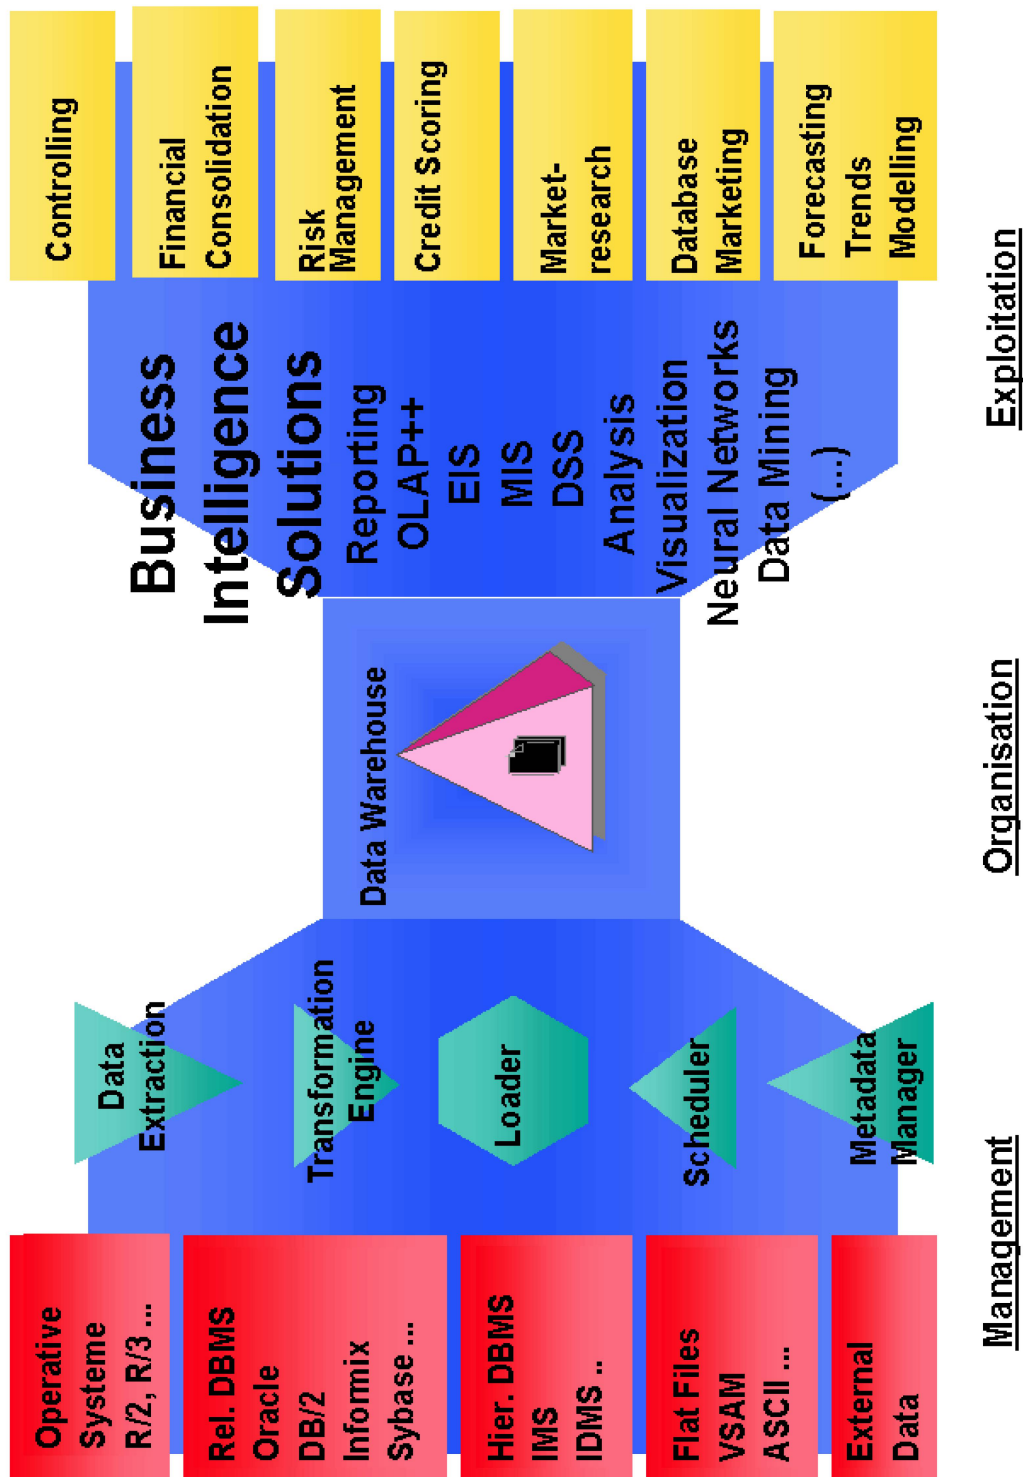 Operative
Systeme
R/2, R/3 ...
Rel. DBMS
Oracle
DB/2
Informix
Sybase ...
Hier. DBMS
IMS
IDMS ..
Flat Files
VSAM
ASCII ...
External
Data
Data
Extraction
Transformation
Engine
Loader
Scheduler
Metadata
Manager
Data Warehouse
Business
Intelligence
Solutions
Reporting
OLAP++
EIS
MIS
DSS
Analysis
Visualization
Neural Networks
Data Mining
(...)
Controlling
Financial
Consolidation
Risk
Management
Credit Scoring
Market-
research
Database
Marketing
Forecasting
Trends
Modelling
Management
Organisation
Exploitation